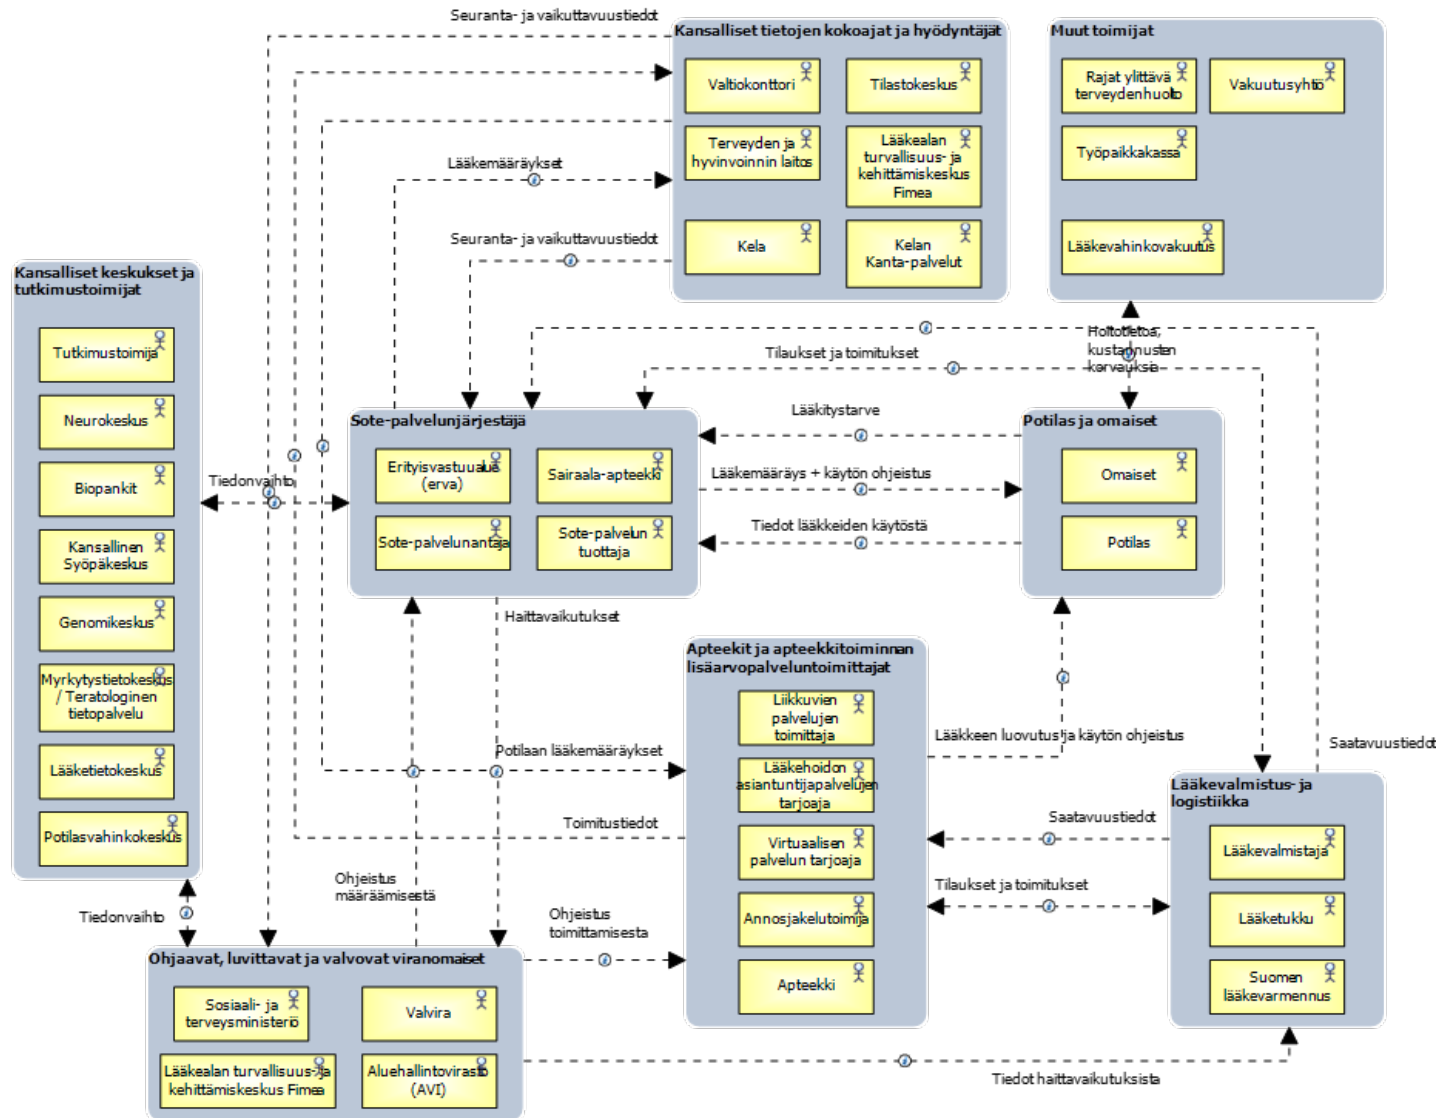 Seuranta- ja vaikuttavuustiedot
Kansalliset tietojen kokoajat ja hyödyntäjät
Valtiokonttori
Tilastokeskus
Terveyden ja
hyvinvoinnin laitos
Lääkealan
turvallisuus- ja
kehittämiskeskus
Fimea
Kela
Kelan
Kanta-palvelut
Muut toimijat
Rajat ylittävä
terveydenhuolto
Vakuutusyhtiö
Työpaikkakassa
Lääkevahinkovakuutus
Lääkemääräykset
Seuranta- ja vaikuttavuustiedot
Kansalliset keskukset ja
tutkimustoimijat
Tutkimustoimija
Neurokeskus
Biopankit
Kansallinen
Syöpäkeskus
Genomikeskus
Myrkytystietokeskus
/ Teratologinen
tietopalvelu
Lääketietokeskus
Potilasvahinkokeskus
Hoitotietoa,
kustannusten
korvauksia
Tilaukset ja toimitukset
Tiedonvaihto
Sote-palvelunjärjestäjä
Erityisvastuualue
(erva)
Sairaala-apteekki
Sote-palvelunantaja
Sote-palvelun
tuottaja
Lääkitystarve
Lääkemääräys + käytön ohjeistus
Tiedot lääkkeiden käytöstä
Potilas ja omaiset
Omaiset
Potilas
Haittavaikutukset
Apteekit ja apteekkitoiminnan
lisäarvopalveluntoimittajat
Liikkuvien
palvelujen
toimittaja
Lääkehoidon
asiantuntijapalvelujen
tarjoaja
Virtuaalisen
palvelun tarjoaja
Annosjakelutoimija
Apteekki
Potilaan lääkemääräykset
Toimitustiedot
Lääkkeen luovutus ja käytön ohjeistus
Saatavuustiedot
Lääkevalmistus- ja
logistiikka
Lääkevalmistaja
Lääketukku
Suomen
lääkevarmennus
Saatavuustiedot
Tilaukset ja toimitukset
Ohjeistus
määräämisestä
Ohjeistus
toimittamisesta
Tiedonvaihto
Ohjaavat, luvittavat ja valvovat viranomaiset
Sosiaali- ja
terveysministeriö
Valvira
Lääkealan turvallisuus- ja
kehittämiskeskus Fimea
Aluehallintovirasto
(AVI)
Tiedot haittavaikutuksista